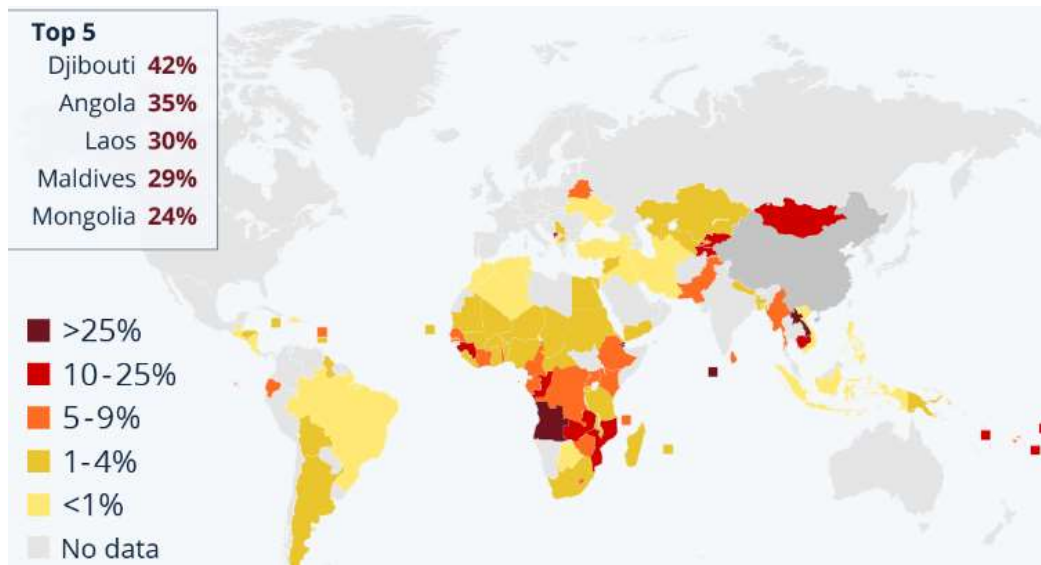 Top 5
Djibouti 42%
Angola 35%
Laos 30%
Maldives 29%
Mongolia 24%
>25%
10-25%
5-9%
1-4%
<1%
No data